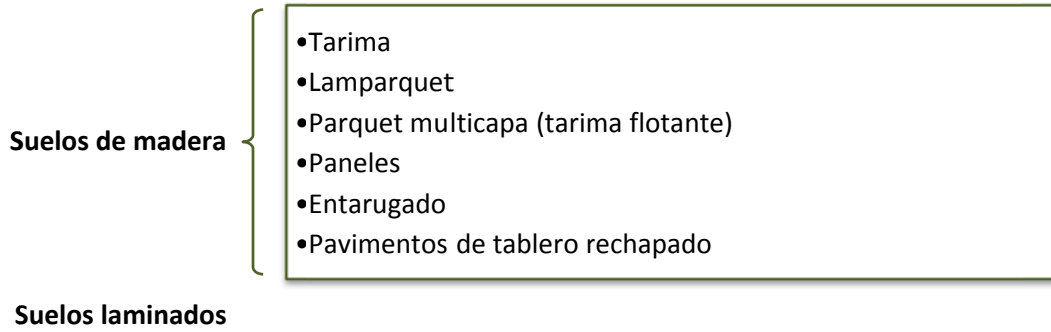 •Tarima
•Lamparquet
•Parquet multicapa (tarima flotante)
Suelos de madera
•Paneles
•Entarugado
•Pavimentos de tablero rechapado
Suelos laminados